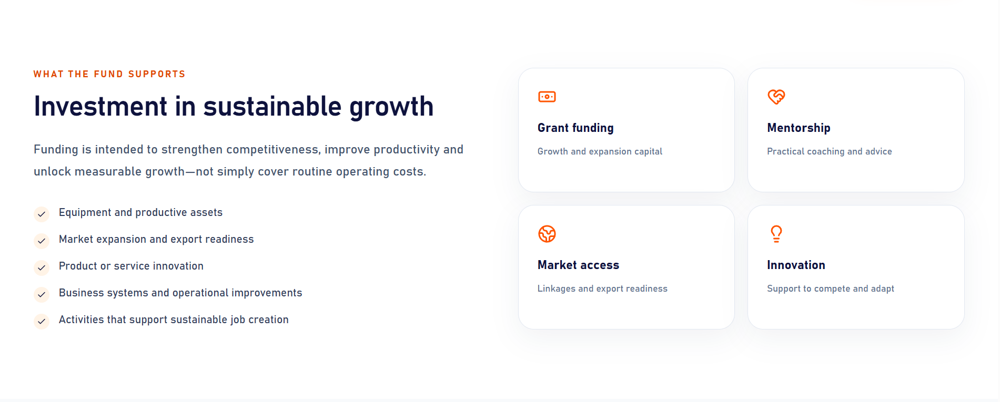 WHAT THE FUND SUPPORTS
Investment in sustainable growth
Funding is intended to strengthen competitiveness, improve productivity and
unlock measurable growth—not simply cover routine operating costs.
Equipment and productive assets
Market expansion and export readiness
Product or service innovation
Business systems and operational improvements
Activities that support sustainable job creation
Grant funding
Growth and expansion capital
Mentorship
Practical coaching and advice
Market access
Linkages and export readiness
Innovation
Support to compete and adapt